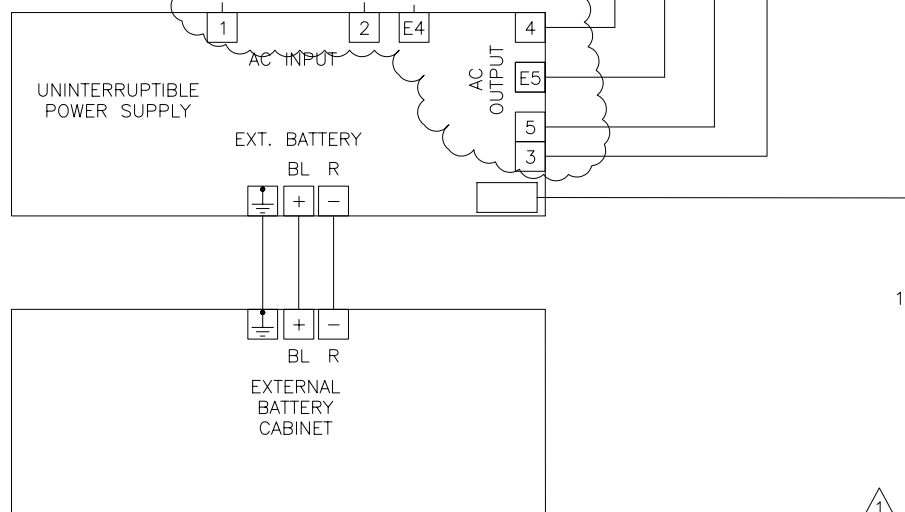 1 2 E4 4
AC INPUT
AC
OUTPUT
E5
UNINTERRUPTIBLE
POWER SUPPLY
5
EXT. BATTERY
3
BL R
+ −
1
+ −
BL R
EXTERNAL
BATTERY
CABINET
1